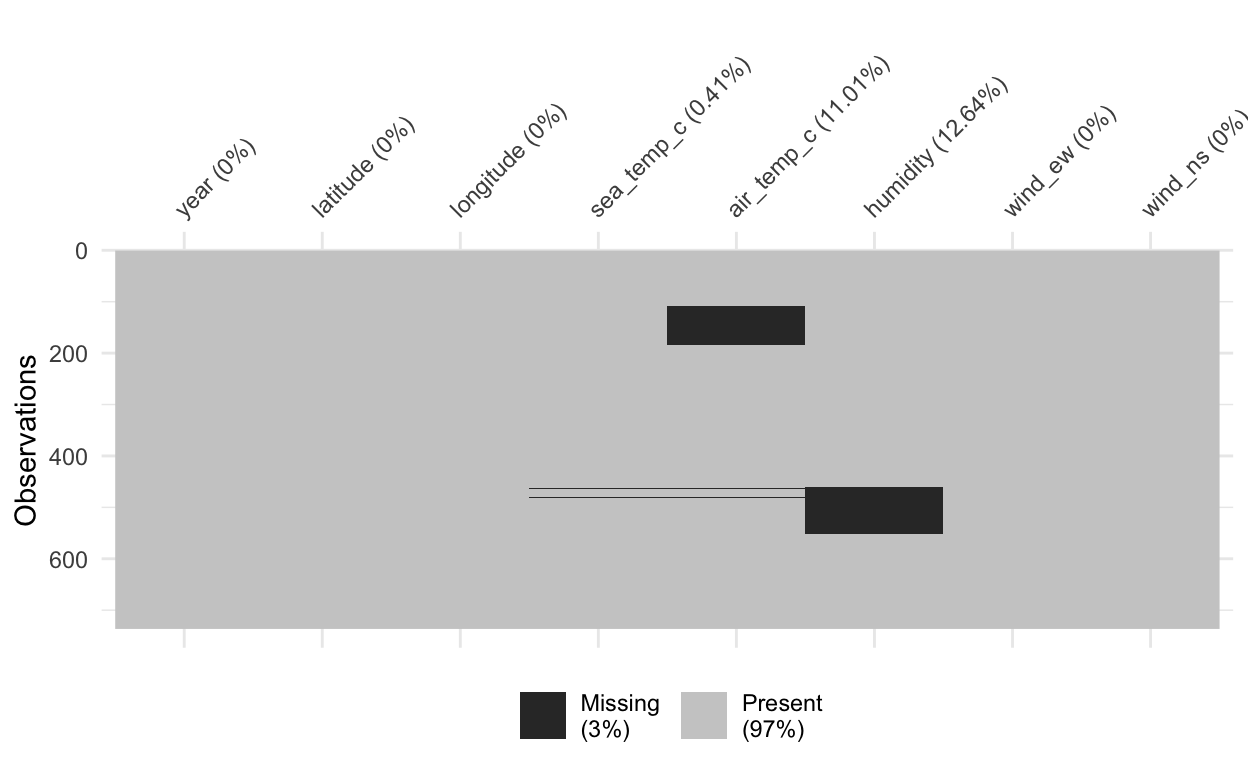 year (0%)
latitude (0%)
longitude (0%)
sea_temp_c (0.41%)
air_temp_c (11.01%)
humidity (12.64%)
wind_ew (0%)
wind_ns (0%)
0
200
400
600
Observations
Missing
(3%)
Present
(97%)